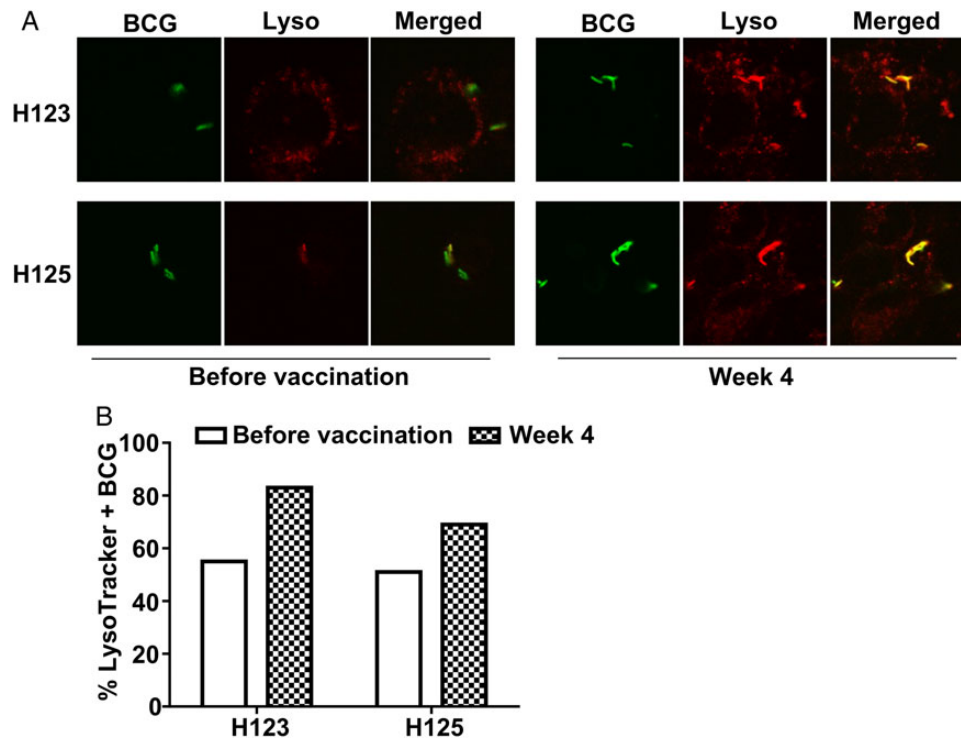 A
BCG Lyso Merged BCG Lyso Merged
H123
H125
Before vaccination Week 4
B
Before vaccination Week 4
% LysoTracker + BCG
100
80
60
40
20
0
H123 H125